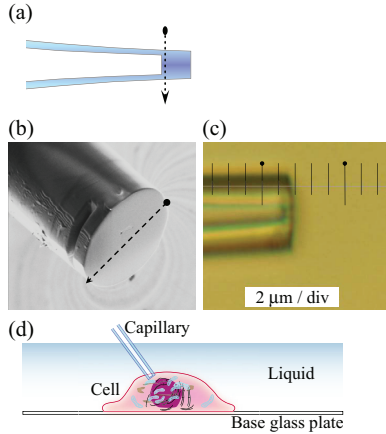 (a)
(b)
(c)
2 μm / div
(d)
Capillary
Cell
Liquid
Base glass plate